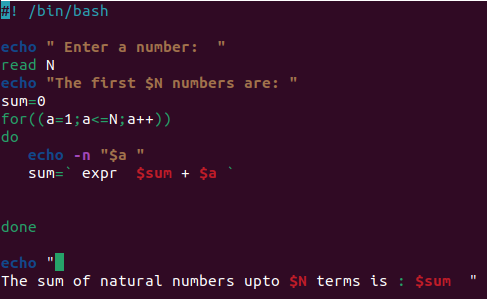 #! /bin/bash
echo " Enter a number:  "
read N
echo "The first $N numbers are: "
sum=0
for((a=1;a<=N;a++))
do
   echo -n "$a "
   sum=` expr  $sum + $a `
done
echo "
The sum of natural numbers upto $N terms is : $sum  "